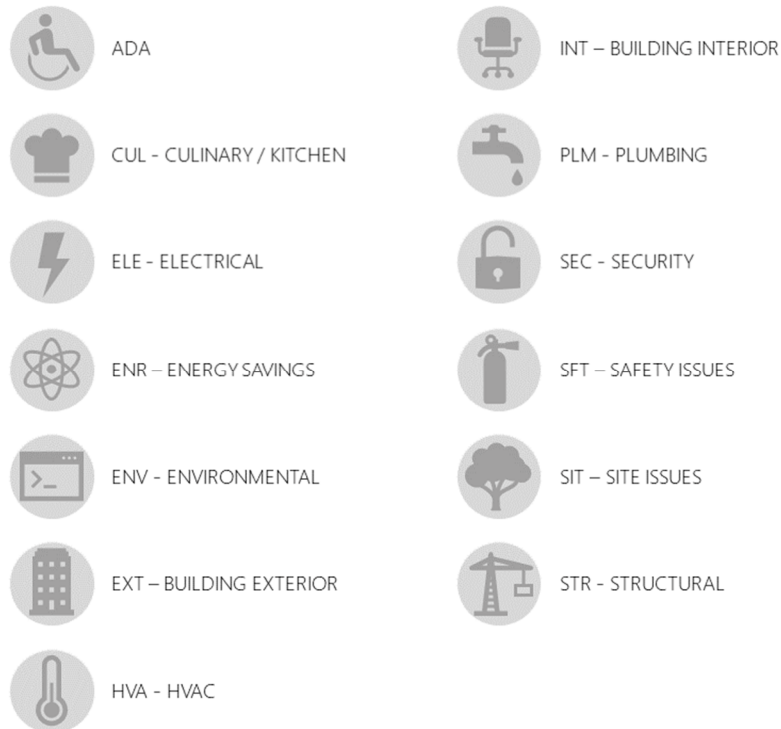 ADA
CUL - CULINARY / KITCHEN
ELE - ELECTRICAL
ENR – ENERGY SAVINGS
ENV - ENVIRONMENTAL
EXT – BUILDING EXTERIOR
HVA - HVAC
INT – BUILDING INTERIOR
PLM - PLUMBING
SEC - SECURITY
SFT – SAFETY ISSUES
SIT – SITE ISSUES
STR - STRUCTURAL